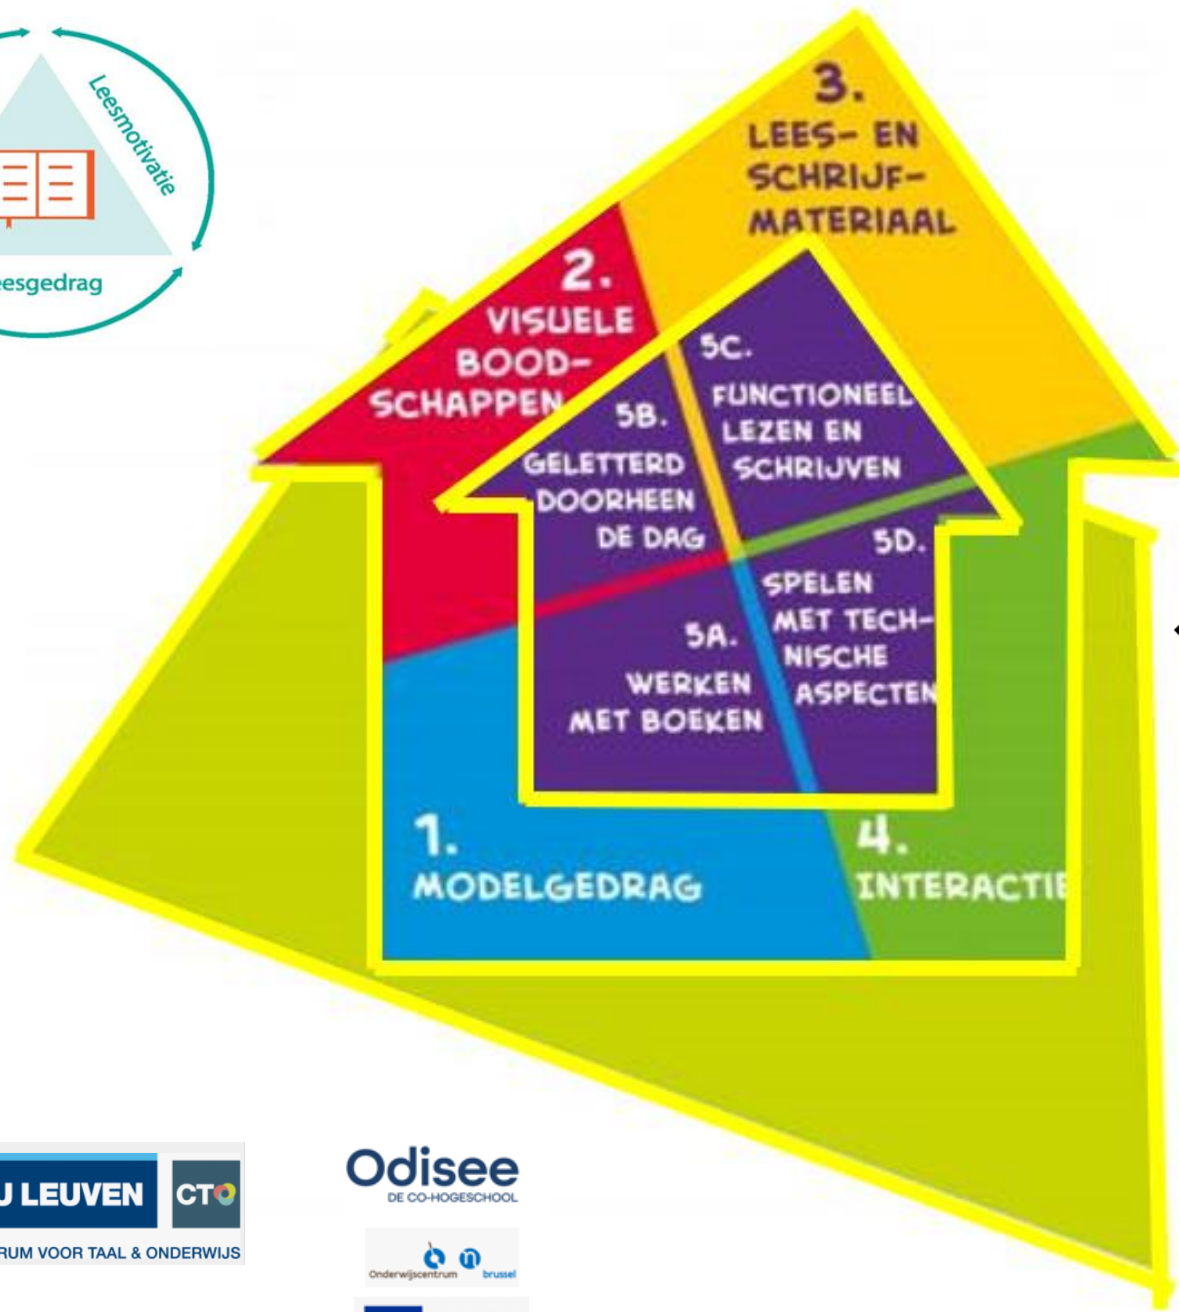 Leesmotivatie
esgedrag
3.
LEES- EN
SCHRIJF-
MATERIAAL
2.
VISUELE
BOOD-
SCHAPPEN
5C.
FUNCTIONEEL
LEZEN EN
SCHRIJVEN
5B.
GELETTERD
DOORHEEN
DE DAG
5D.
SPELEN
MET TECH-
NISCHE
ASPECTEN
5A.
WERKEN
MET BOEKEN
1.
MODELGEDRAG
4.
INTERACTIE
J LEUVEN
CTO
RUM VOOR TAAL & ONDERWIJS
Odisee
DE CO-HOGESCHOOL
Onderwijscentrum brussel